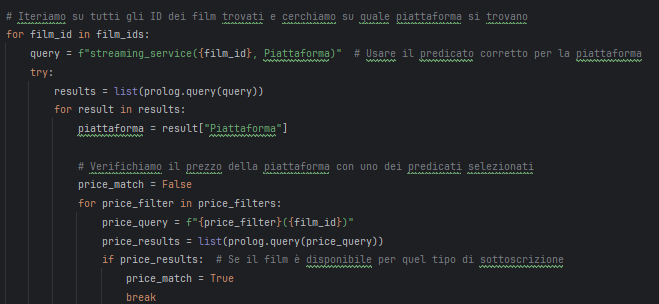 # Iteriamo su tutti gli ID dei film trovati e cerchiamo su quale piattaforma si trovano
for film_id in film_ids:
    query = f"streaming_service({film_id}, Piattaforma)"  # Usare il predicato corretto per la piattaforma
    try:
        results = list(prolog.query(query))
        for result in results:
            piattaforma = result["Piattaforma"]

            # Verifichiamo il prezzo della piattaforma con uno dei predicati selezionati
            price_match = False
            for price_filter in price_filters:
                price_query = f"{price_filter}({film_id})"
                price_results = list(prolog.query(price_query))
                if price_results:  # Se il film è disponibile per quel tipo di sottoscrizione
                    price_match = True
                    break